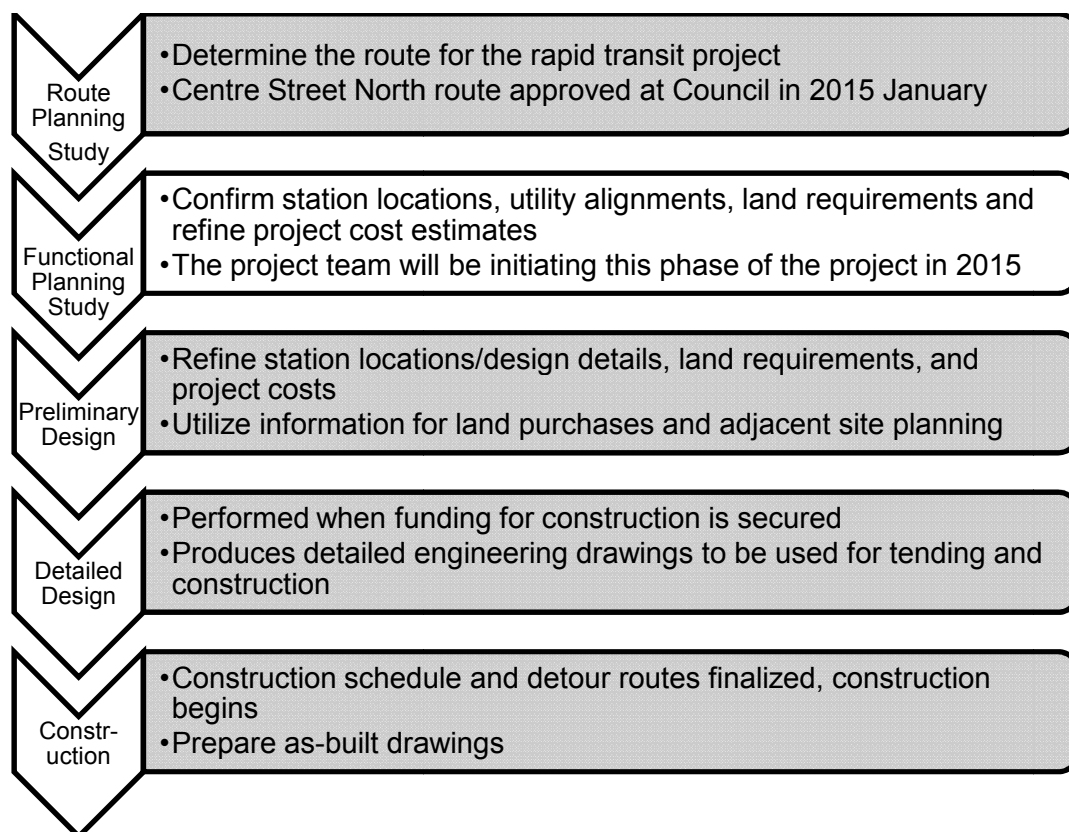 Route
Planning
Study
•Determine the route for the rapid transit project
•Centre Street North route approved at Council in 2015 January
Functional
Planning
Study
•Confirm station locations, utility alignments, land requirements and
refine project cost estimates
•The project team will be initiating this phase of the project in 2015
Preliminary
Design
•Refine station locations/design details, land requirements, and
project costs
•Utilize information for land purchases and adjacent site planning
Detailed
Design
•Performed when funding for construction is secured
•Produces detailed engineering drawings to be used for tending and
construction
Constr-
uction
•Construction schedule and detour routes finalized, construction
begins
•Prepare as-built drawings